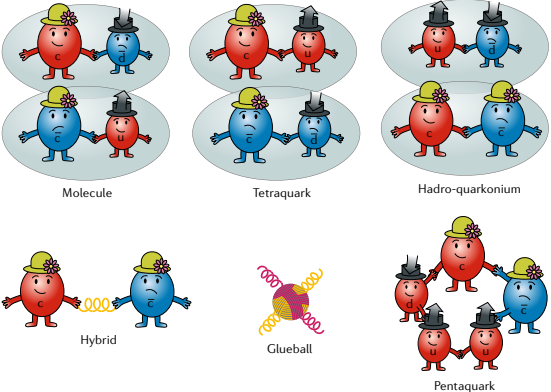 c d̄
c u
u d̄
c̄ u
c̄ d̄
c c̄
Molecule
Tetraquark
Hadro-quarkonium
c
c c̄
d c̄
u u
Hybrid
Glueball
Pentaquark